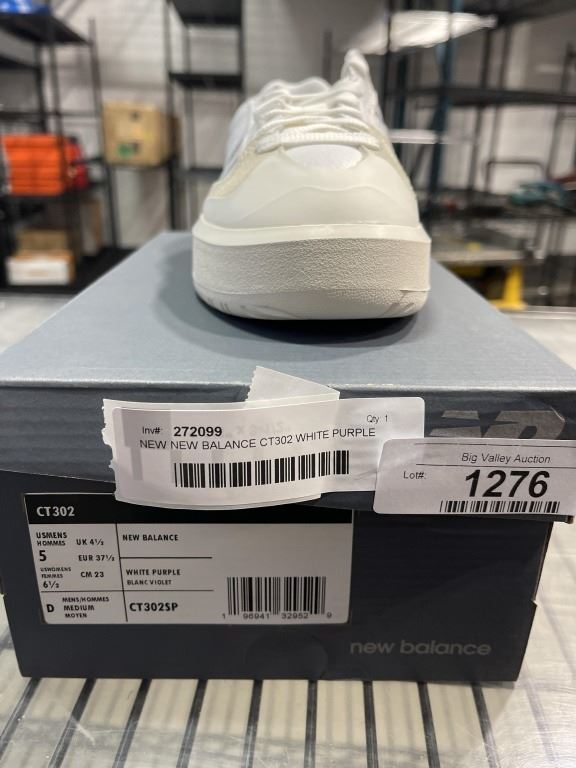 Inv#: 272099
Qty: 1
NEW NEW BALANCE CT302 WHITE PURPLE
Big Valley Auction
Lot#: 1276
CT302
USMENS
HOMMES
5
UK 4½
EUR 37½
NEW BALANCE
USWOMENS
FEMMES
6½
CM 23
WHITE PURPLE
BLANC VIOLET
D
MENS/HOMMES
MEDIUM
MOYEN
CT302SP
1 96941 32952 9
new balance